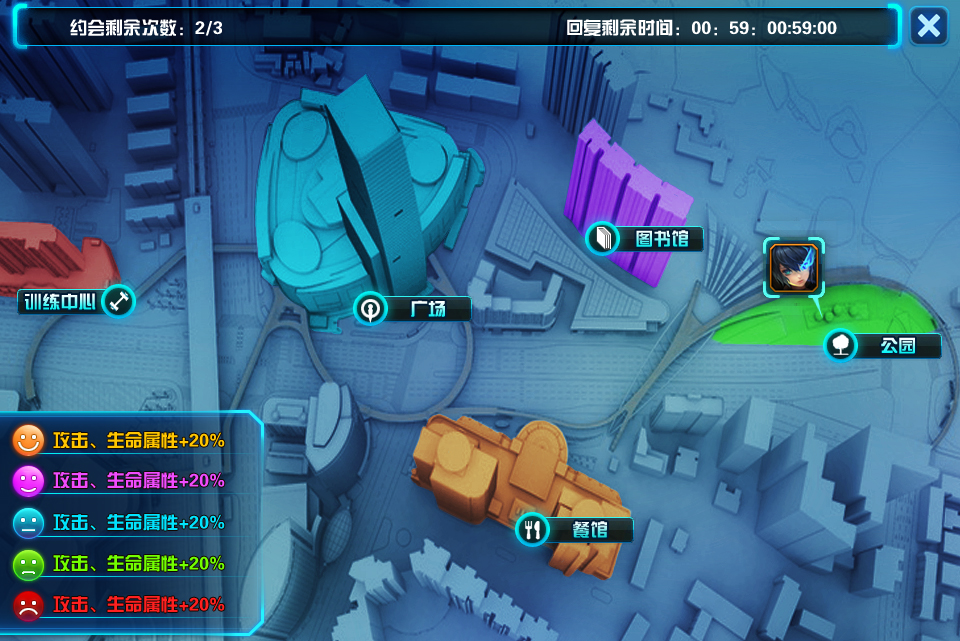 约会剩余次数：2/3
回复剩余时间：00：59：00:59:00
图书馆
训练中心
广场
公园
攻击、生命属性+20%
攻击、生命属性+20%
攻击、生命属性+20%
攻击、生命属性+20%
攻击、生命属性+20%
餐馆